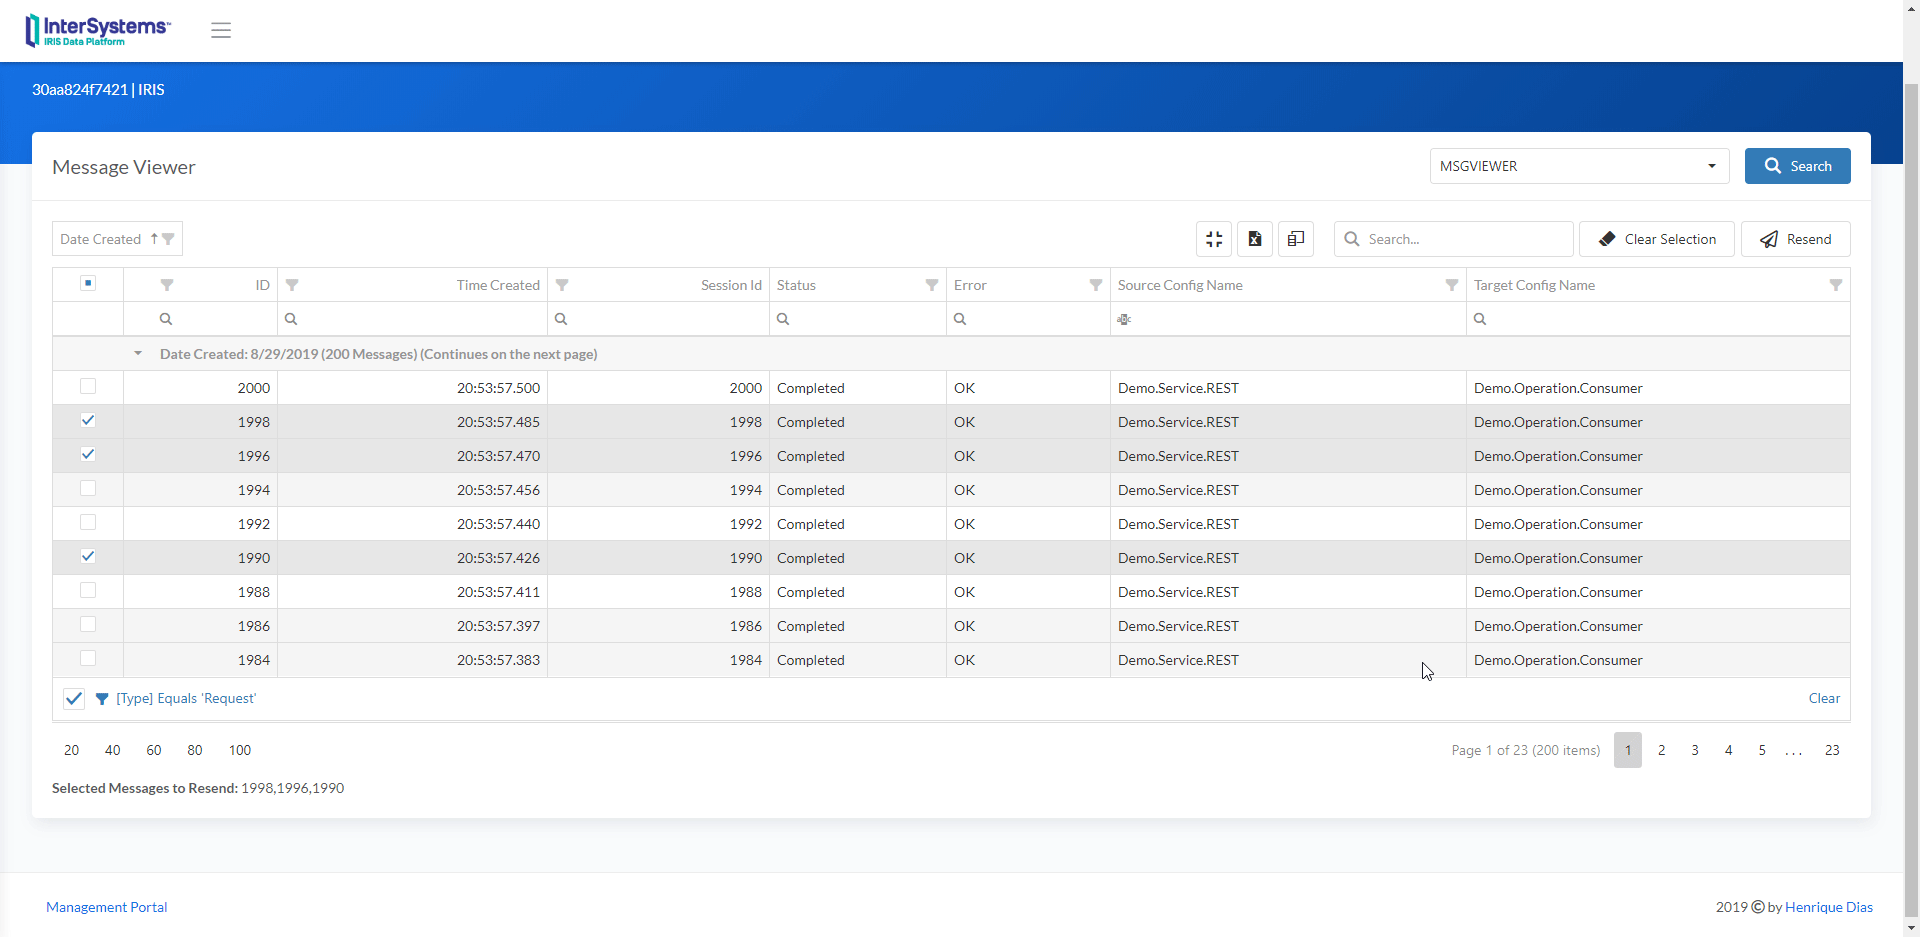 InterSystems™
IRIS Data Platform
30aa824f7421 | IRIS
Message Viewer
MSGVIEWER
Search
Date Created
Search...
Clear Selection
Resend
ID Time Created Session Id Status Error Source Config Name Target Config Name
abc
Date Created: 8/29/2019 (200 Messages) (Continues on the next page)
2000 20:53:57.500 2000 Completed OK Demo.Service.REST Demo.Operation.Consumer
1998 20:53:57.485 1998 Completed OK Demo.Service.REST Demo.Operation.Consumer
1996 20:53:57.470 1996 Completed OK Demo.Service.REST Demo.Operation.Consumer
1994 20:53:57.456 1994 Completed OK Demo.Service.REST Demo.Operation.Consumer
1992 20:53:57.440 1992 Completed OK Demo.Service.REST Demo.Operation.Consumer
1990 20:53:57.426 1990 Completed OK Demo.Service.REST Demo.Operation.Consumer
1988 20:53:57.411 1988 Completed OK Demo.Service.REST Demo.Operation.Consumer
1986 20:53:57.397 1986 Completed OK Demo.Service.REST Demo.Operation.Consumer
1984 20:53:57.383 1984 Completed OK Demo.Service.REST Demo.Operation.Consumer
[Type] Equals 'Request' Clear
20 40 60 80 100 Page 1 of 23 (200 items) 1 2 3 4 5 ... 23
Selected Messages to Resend: 1998,1996,1990
Management Portal 2019 © by Henrique Dias